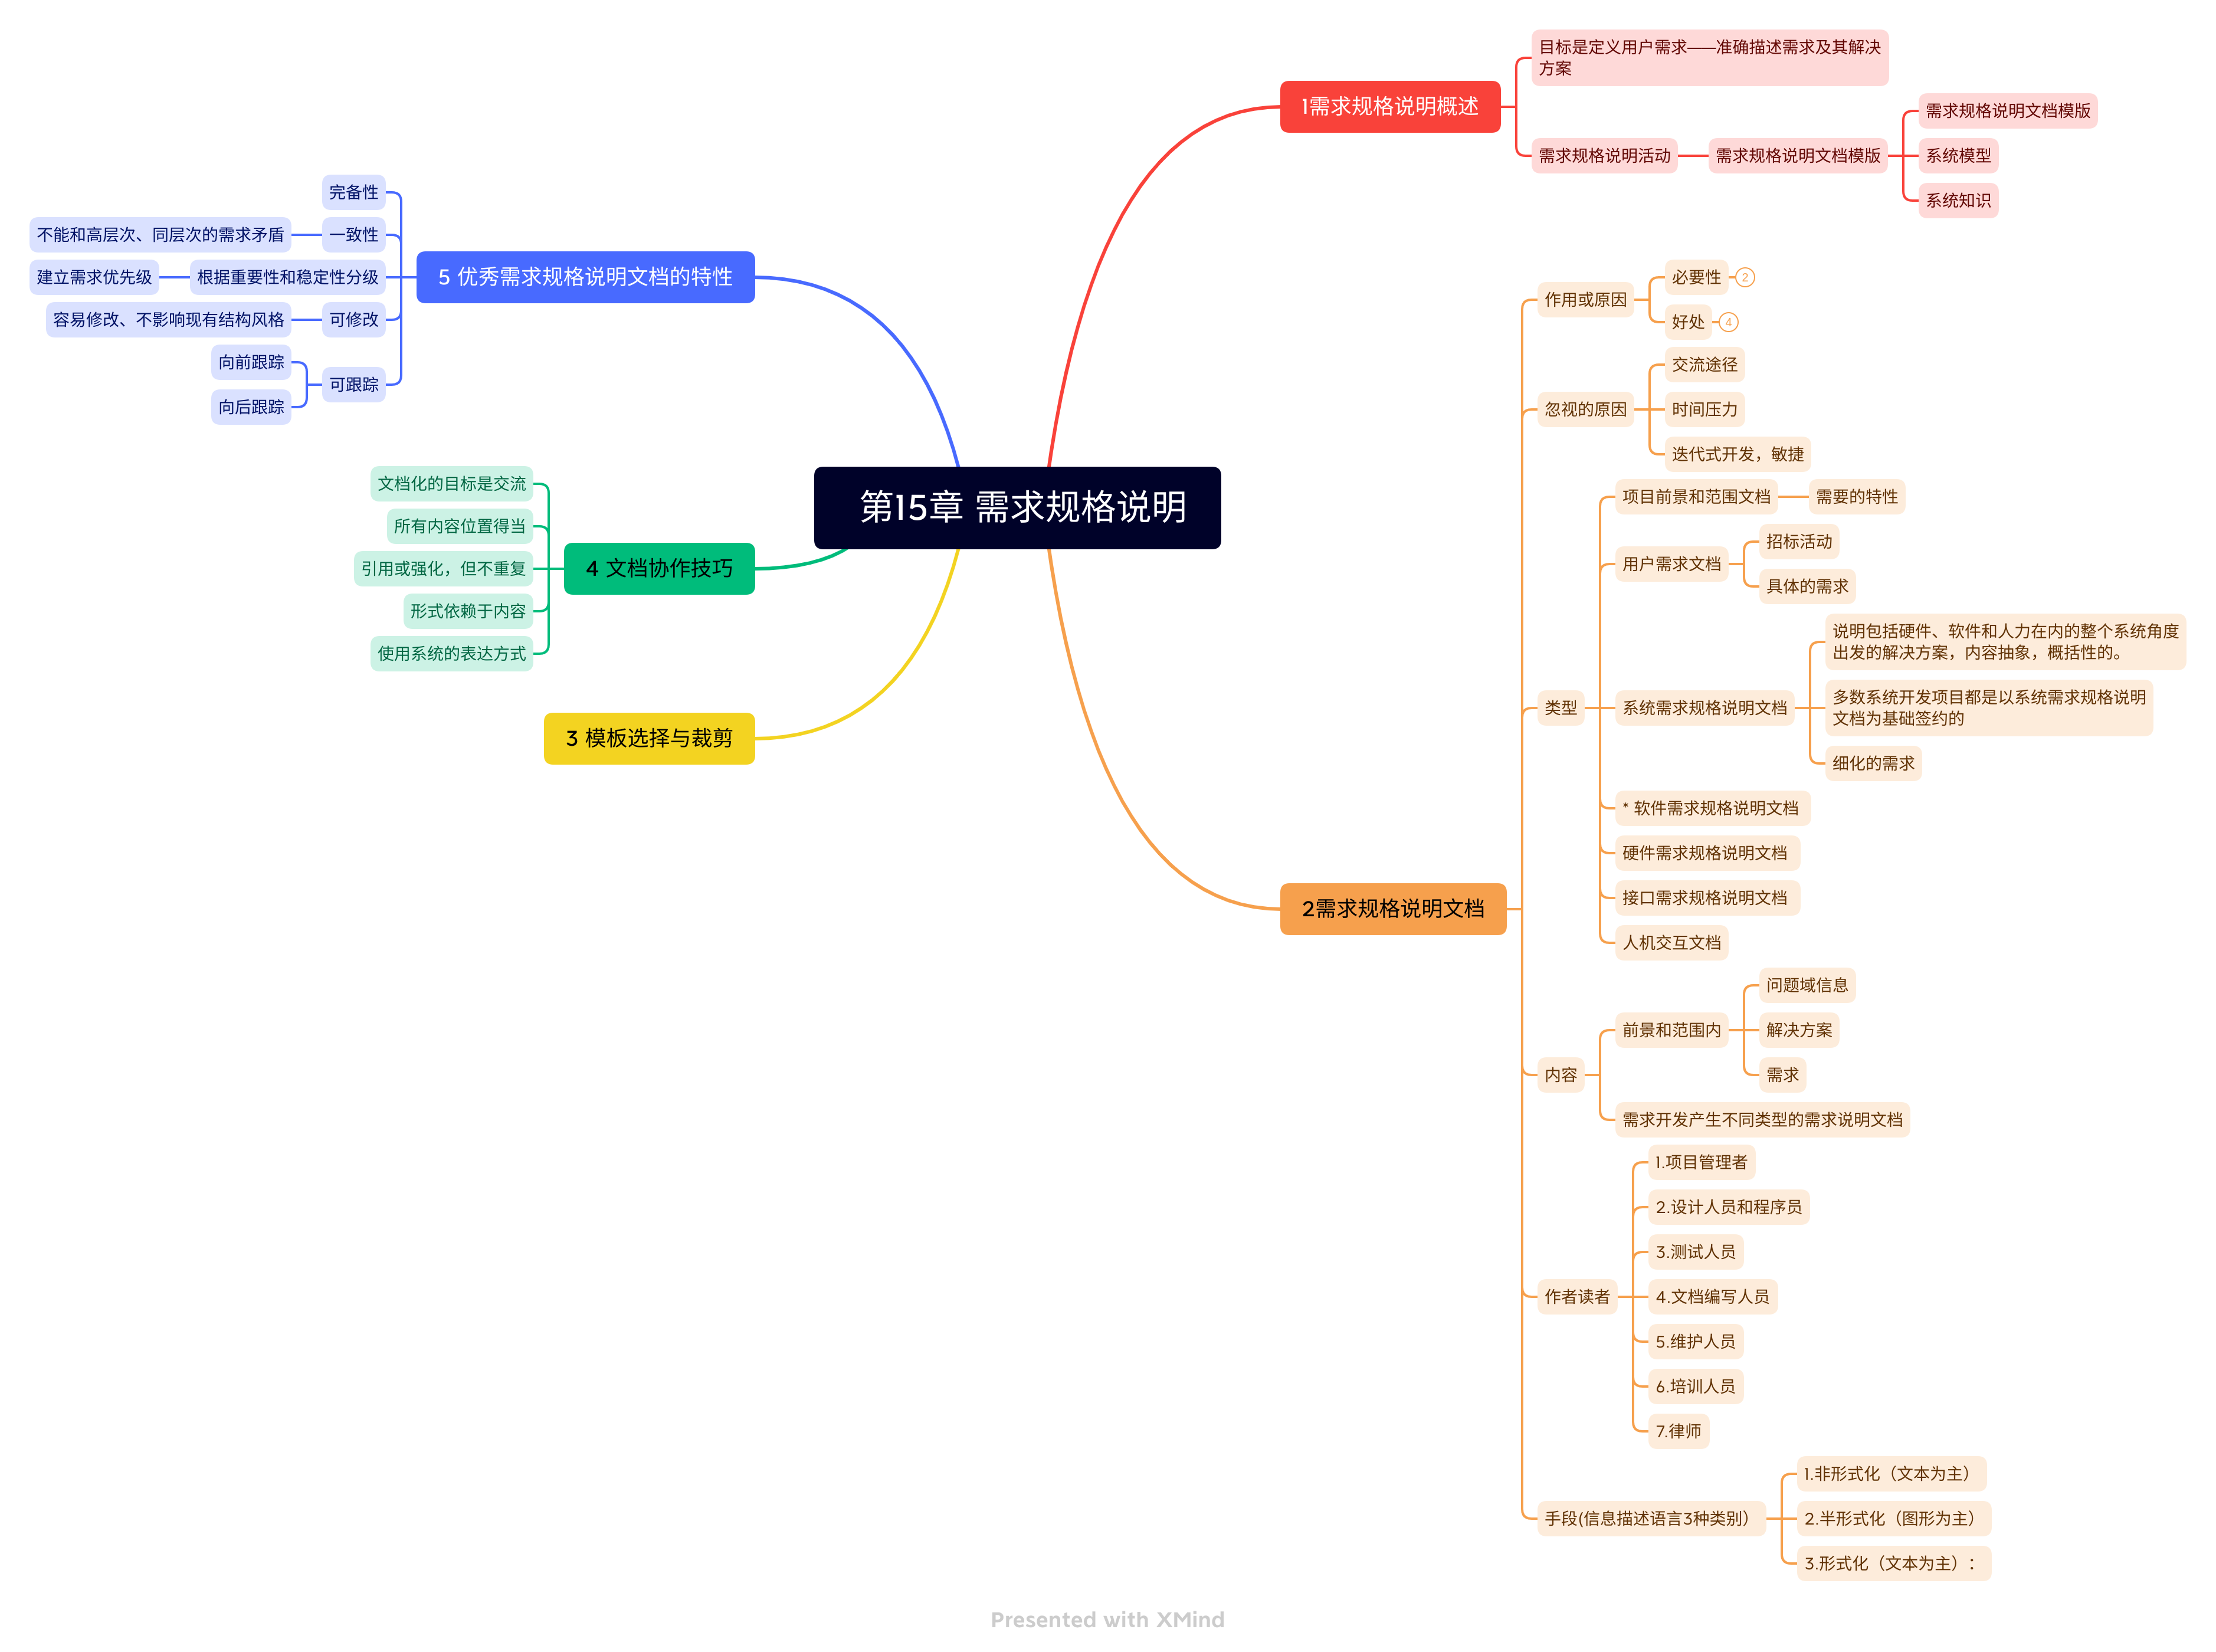 第15章 需求规格说明
1需求规格说明概述
目标是定义用户需求——准确描述需求及其解决
方案
需求规格说明活动
需求规格说明文档模版
需求规格说明文档模版
系统模型
系统知识
2需求规格说明文档
作用或原因
必要性
2
好处
4
忽视的原因
交流途径
时间压力
迭代式开发，敏捷
类型
项目前景和范围文档
需要的特性
用户需求文档
招标活动
具体的需求
系统需求规格说明文档
说明包括硬件、软件和人力在内的整个系统角度
出发的解决方案，内容抽象，概括性的。
多数系统开发项目都是以系统需求规格说明
文档为基础签约的
细化的需求
* 软件需求规格说明文档
硬件需求规格说明文档
接口需求规格说明文档
人机交互文档
内容
前景和范围内
问题域信息
解决方案
需求
需求开发产生不同类型的需求说明文档
作者读者
1.项目管理者
2.设计人员和程序员
3.测试人员
4.文档编写人员
5.维护人员
6.培训人员
7.律师
手段(信息描述语言3种类别）
1.非形式化（文本为主）
2.半形式化（图形为主）
3.形式化（文本为主）：
3 模板选择与裁剪
4 文档协作技巧
文档化的目标是交流
所有内容位置得当
引用或强化，但不重复
形式依赖于内容
使用系统的表达方式
5 优秀需求规格说明文档的特性
完备性
一致性
不能和高层次、同层次的需求矛盾
根据重要性和稳定性分级
建立需求优先级
可修改
容易修改、不影响现有结构风格
可跟踪
向前跟踪
向后跟踪
Presented with XMind